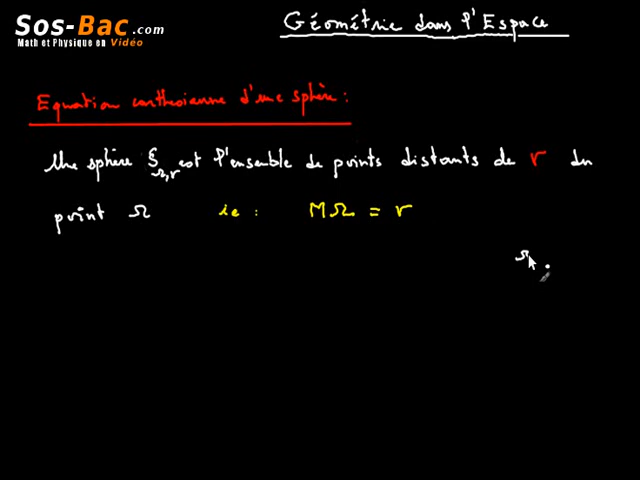 Sos-Bac.com
Math et Physique en Vidéo
Géométrie dans l'Espace
Equation carthesienne d'une sphère :
Une sphère S Ω,r est l'ensemble de points distants de r du
point Ω ie : MΩ = r
Ω